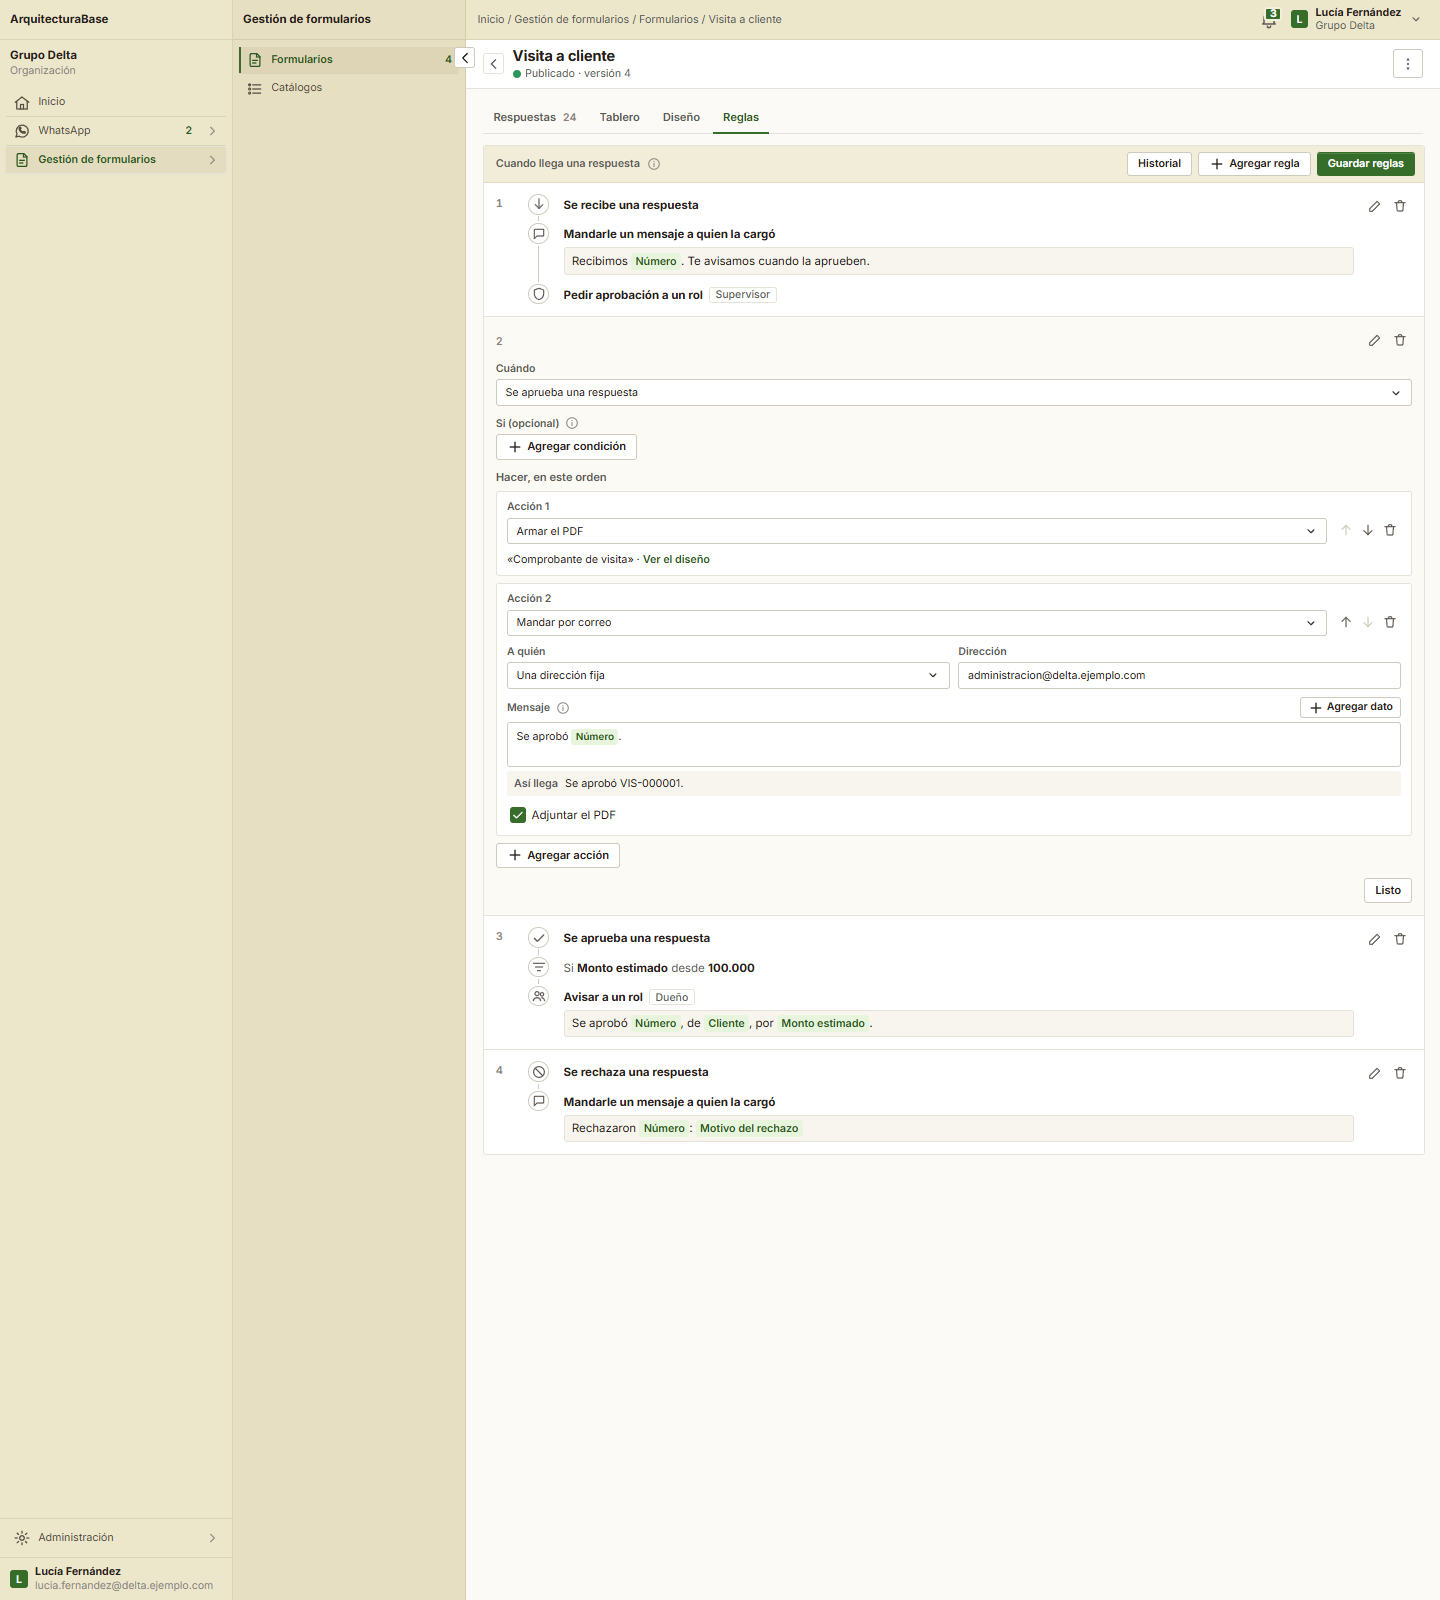 ArquitecturaBase
Grupo Delta
Organización
Inicio
WhatsApp 2
Gestión de formularios
Administración
L Lucía Fernández
lucia.fernandez@delta.ejemplo.com
Gestión de formularios
Formularios 4
Catálogos
Inicio / Gestión de formularios / Formularios / Visita a cliente
3
L Lucía Fernández
Grupo Delta
Visita a cliente
Publicado · versión 4
Respuestas 24 Tablero Diseño Reglas
Cuando llega una respuesta Historial Agregar regla Guardar reglas
1 Se recibe una respuesta
Mandarle un mensaje a quien la cargó
Recibimos Número. Te avisamos cuando la aprueben.
Pedir aprobación a un rol Supervisor
2
Cuándo
Se aprueba una respuesta
Si (opcional)
Agregar condición
Hacer, en este orden
Acción 1
Armar el PDF
«Comprobante de visita» · Ver el diseño
Acción 2
Mandar por correo
A quién Dirección
Una dirección fija administracion@delta.ejemplo.com
Mensaje Agregar dato
Se aprobó Número.
Así llega Se aprobó VIS-000001.
Adjuntar el PDF
Agregar acción
Listo
3 Se aprueba una respuesta
Si Monto estimado desde 100.000
Avisar a un rol Dueño
Se aprobó Número, de Cliente, por Monto estimado.
4 Se rechaza una respuesta
Mandarle un mensaje a quien la cargó
Rechazaron Número: Motivo del rechazo